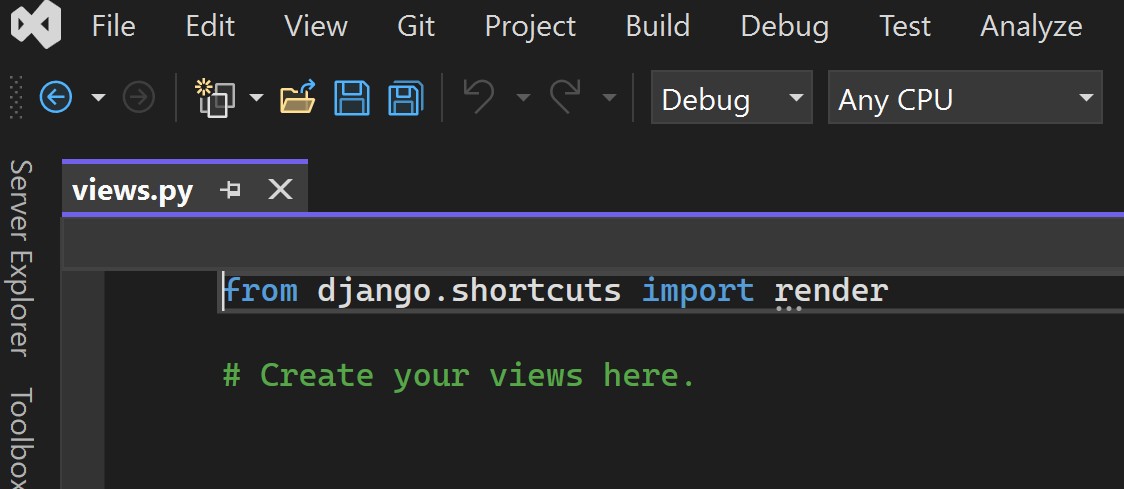 File Edit View Git Project Build Debug Test Analyze
Debug Any CPU
Server Explorer
Toolbox
views.py
from django.shortcuts import render
# Create your views here.